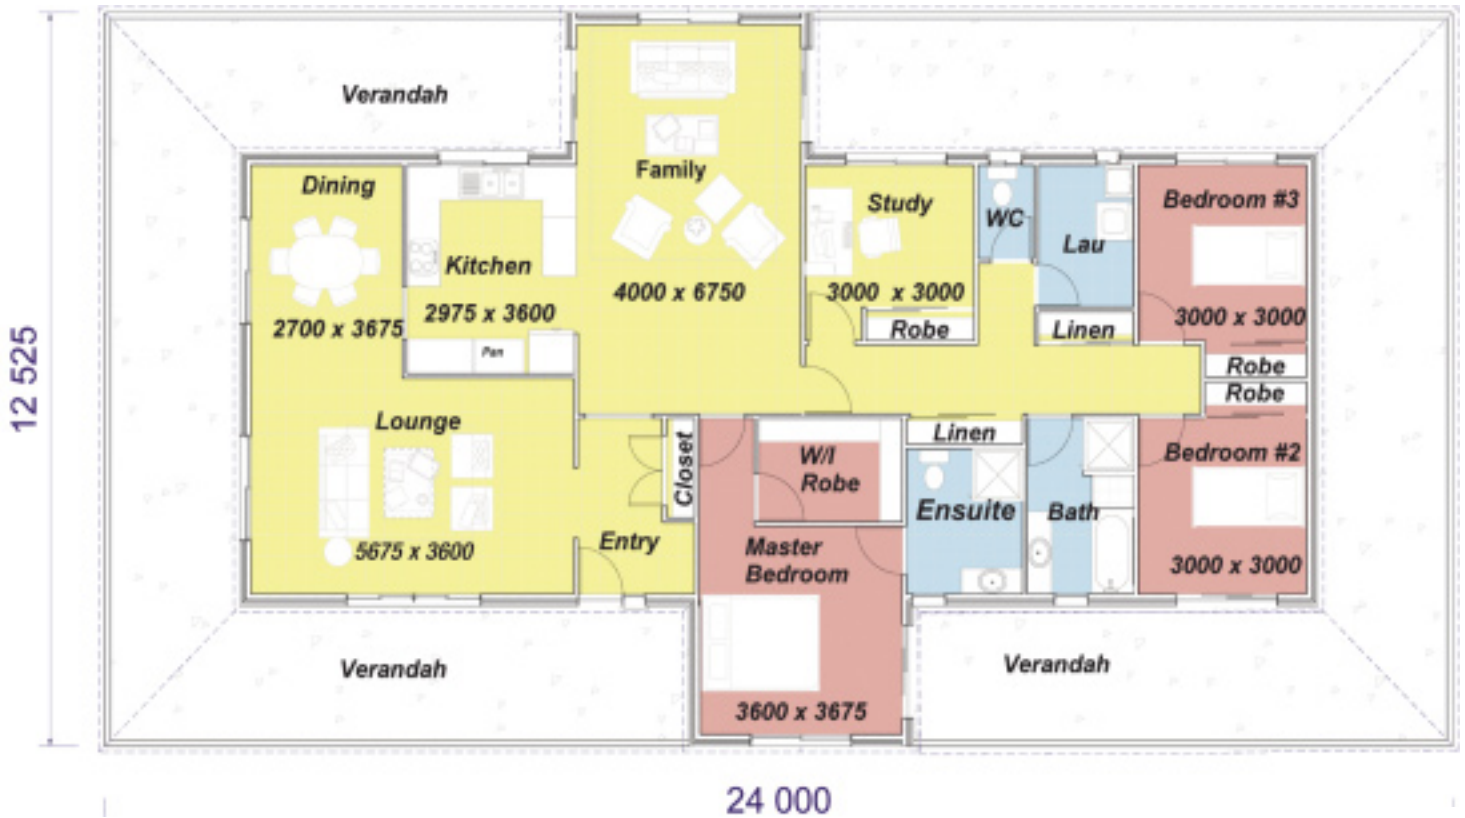 Verandah
Family
4000 x 6750
Dining
2700 x 3675
Kitchen
2975 x 3600
Pan
Study
3000 x 3000
Robe
WC
Lau
Linen
Bedroom #3
3000 x 3000
Robe
Robe
12 525
Lounge
5675 x 3600
Entry
Closet
W/I
Robe
Master
Bedroom
3600 x 3675
Linen
Ensuite
Bath
Bedroom #2
3000 x 3000
Verandah
Verandah
24 000